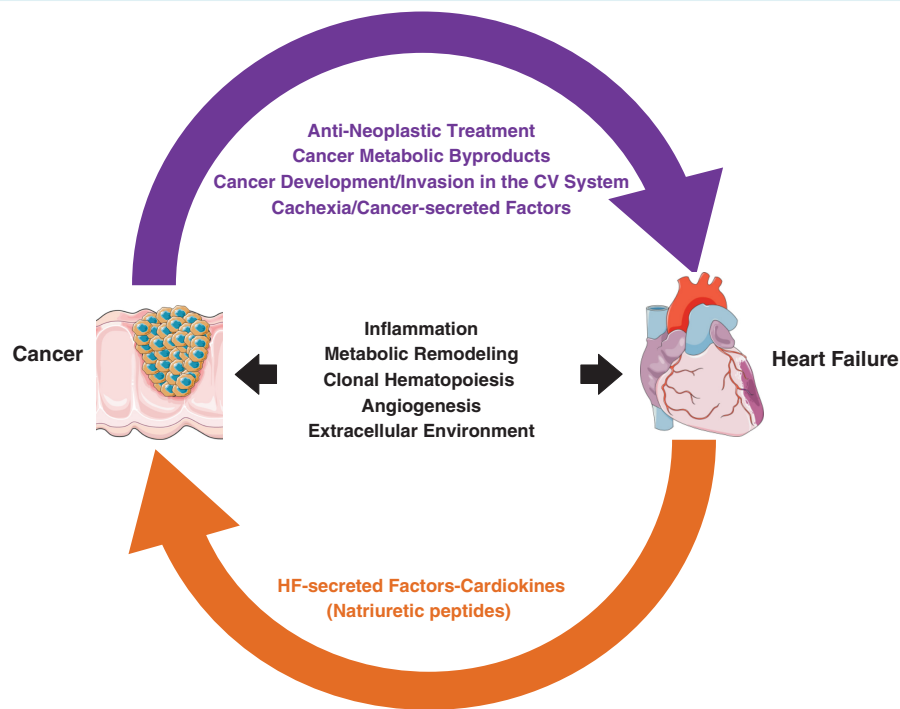 Anti-Neoplastic Treatment
Cancer Metabolic Byproducts
Cancer Development/Invasion in the CV System
Cachexia/Cancer-secreted Factors
Cancer
Inflammation
Metabolic Remodeling
Clonal Hematopoiesis
Angiogenesis
Extracellular Environment
Heart Failure
HF-secreted Factors-Cardiokines
(Natriuretic peptides)